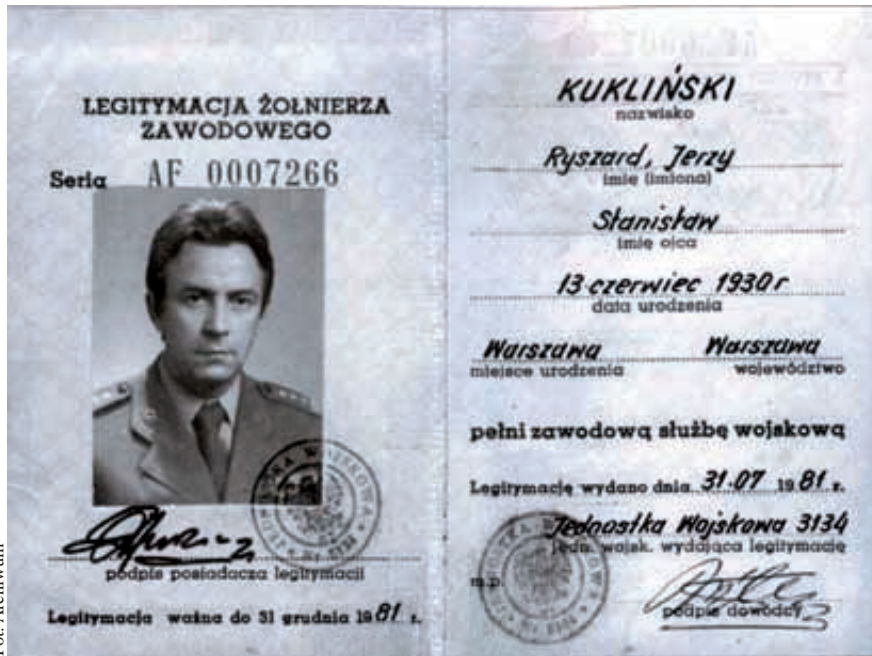 LEGITYMACJA ŻOŁNIERZA
ZAWODOWEGO
Seria AF 0007266
podpis posiadacza legitymacji
Legitymacja ważna do 31 grudnia 1981 r.
KUKLIŃSKI
nazwisko
Ryszard, Jerzy
imię (imiona)
Stanisław
imię ojca
13 czerwiec 1930 r
data urodzenia
Warszawa Warszawa
miejsce urodzenia województwo
pełni zawodową służbę wojskową
Legitymację wydano dnia 31.07 1981 r.
Jednostka Wojskowa 3134
jedn. wojsk. wydająca legitymację
m.p.
podpis dowódcy
Fot. Archiwum